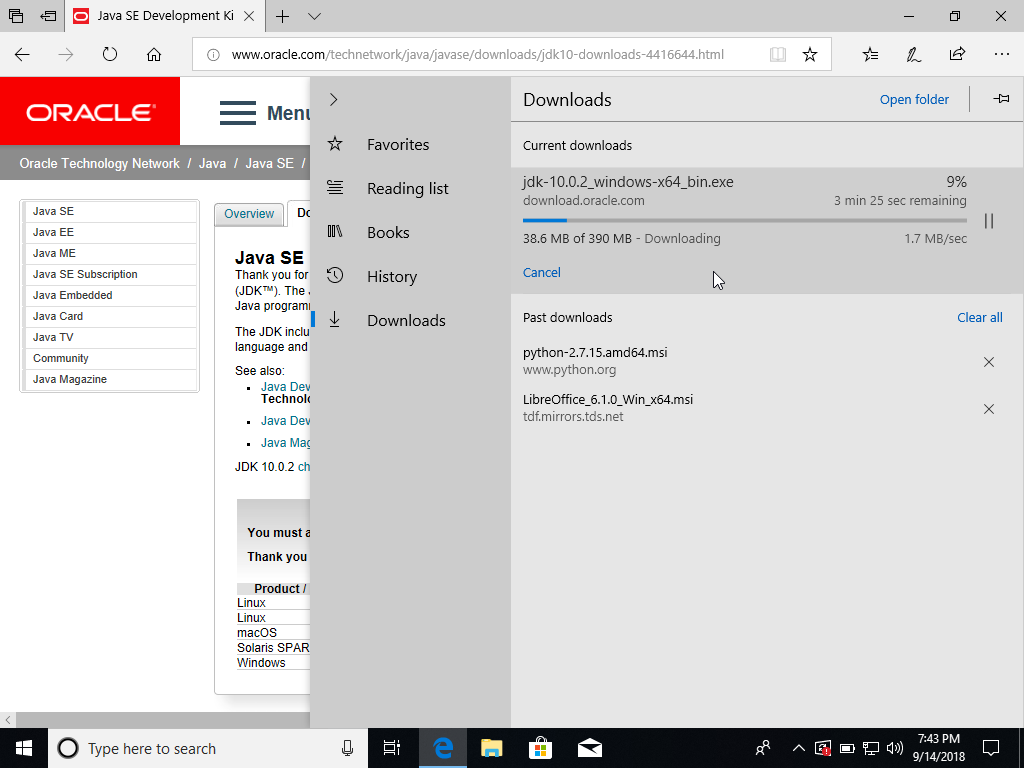 Java SE Development Ki
www.oracle.com/technetwork/java/javase/downloads/jdk10-downloads-4416644.html
ORACLE
Menu
Oracle Technology Network / Java / Java SE /
Java SE
Java EE
Java ME
Java SE Subscription
Java Embedded
Java Card
Java TV
Community
Java Magazine
Overview
Do
Java SE
Thank you for
(JDK™). The
Java programm
The JDK inclu
language and
See also:
Java Dev
Technolo
Java Dev
Java Mag
JDK 10.0.2 ch
You must a
Thank you
Product /
Linux
Linux
macOS
Solaris SPAR
Windows
Favorites
Reading list
Books
History
Downloads
Downloads
Open folder
Current downloads
jdk-10.0.2_windows-x64_bin.exe 9%
download.oracle.com 3 min 25 sec remaining
38.6 MB of 390 MB - Downloading 1.7 MB/sec
Cancel
Past downloads Clear all
python-2.7.15.amd64.msi
www.python.org
LibreOffice_6.1.0_Win_x64.msi
tdf.mirrors.tds.net
Type here to search
7:43 PM
9/14/2018